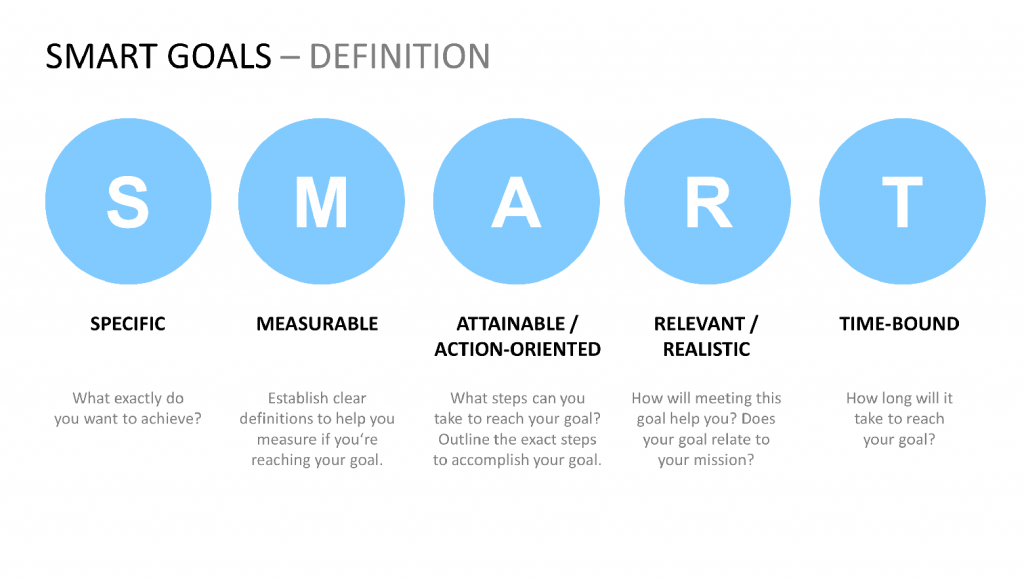 SMART GOALS – DEFINITION
S M A R T
SPECIFIC
What exactly do
you want to achieve?
MEASURABLE
Establish clear
definitions to help you
measure if you're
reaching your goal.
ATTAINABLE /
ACTION-ORIENTED
What steps can you
take to reach your goal?
Outline the exact steps
to accomplish your goal.
RELEVANT /
REALISTIC
How will meeting this
goal help you? Does
your goal relate to
your mission?
TIME-BOUND
How long will it
take to reach
your goal?